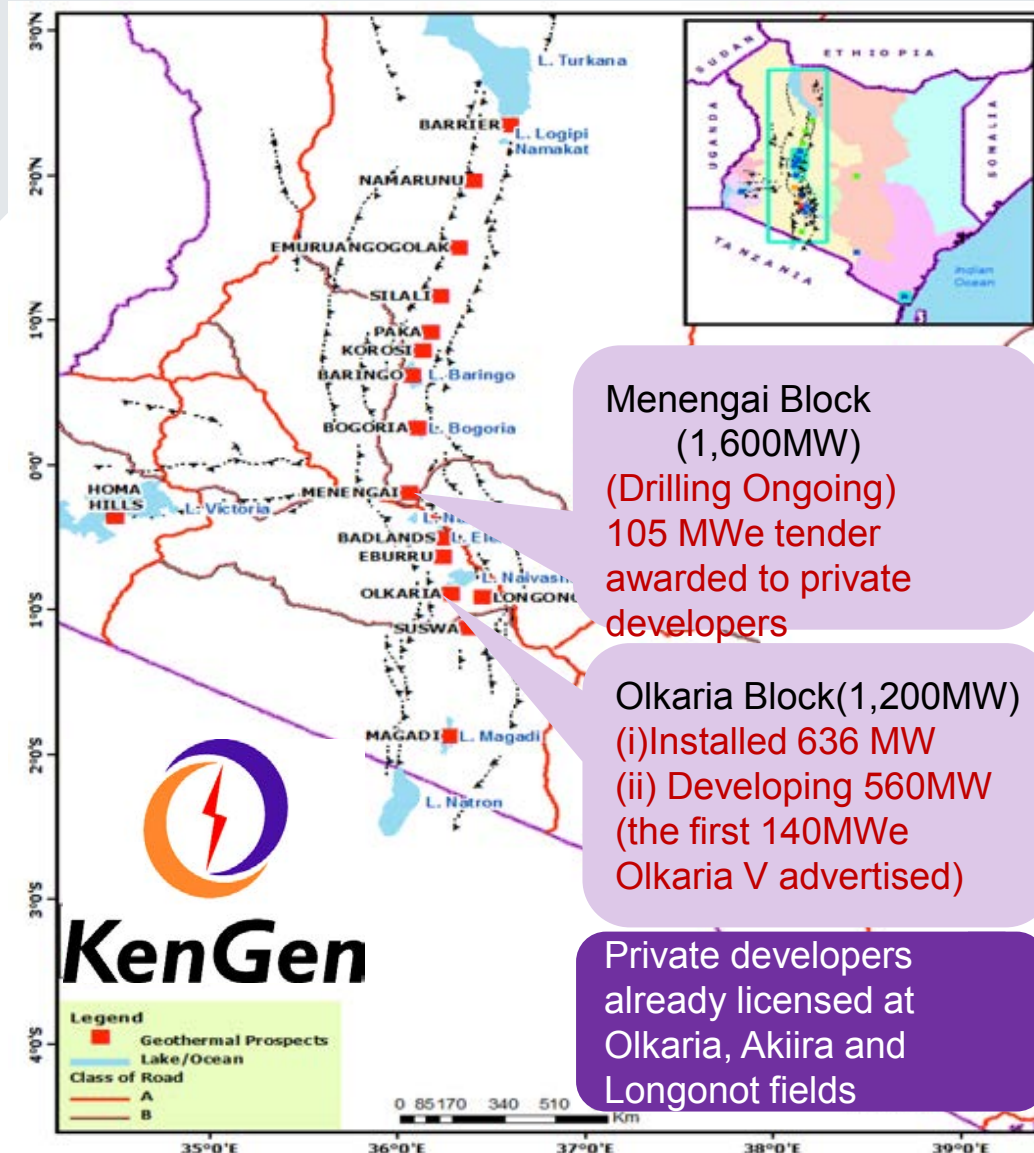 3°0'N
2°0'N
1°0'N
0°0'
1°0'S
2°0'S
3°0'S
4°0'S
L. Turkana
BARRIER
L. Logipi
Namakat
NAMARUNU
EMURUANGOGOLAK
SILALI
PAKA
KOROSI
BARINGO
L. Baringo
BOGORIA
L. Bogoria
MENENGAI
HOMA
HILLS
L. Victoria
BADLANDS
EBURRU
OLKARIA
SUSWA
MAGADI
L. Magadi
L. Natron
SUDAN
ETHIOPIA
UGANDA
SOMALIA
TANZANIA
Indian
Ocean
Menengai Block
(1,600MW)
(Drilling Ongoing)
105 MWe tender
awarded to private
developers
Olkaria Block(1,200MW)
(i)Installed 636 MW
(ii) Developing 560MW
(the first 140MWe
Olkaria V advertised)
Private developers
already licensed at
Olkaria, Akiira and
Longonot fields
KenGen
Legend
Geothermal Prospects
Lake/Ocean
Class of Road
A
B
0 85 170 340 510
Km
35°0'E 36°0'E 37°0'E 38°0'E 39°0'E